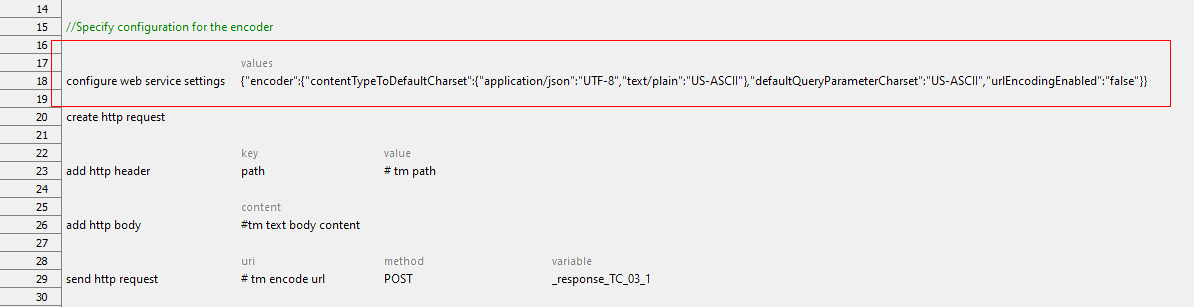 14
15 //Specify configuration for the encoder
16
17 values
18 configure web service settings {"encoder":{"contentTypeToDefaultCharset":{"application/json":"UTF-8","text/plain":"US-ASCII"},"defaultQueryParameterCharset":"US-ASCII","urlEncodingEnabled":"false"}}
19
20 create http request
21
22 key value
23 add http header path # tm path
24
25 content
26 add http body #tm text body content
27
28 uri method variable
29 send http request # tm encode url POST _response_TC_03_1
30